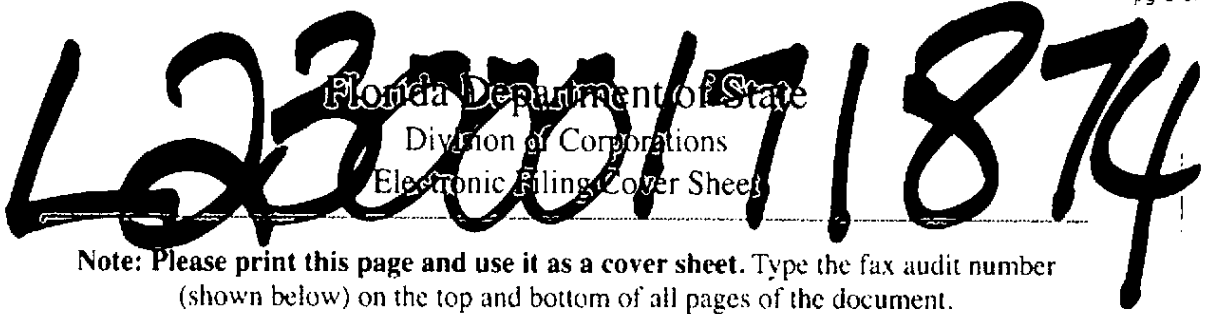 L23000171874
Florida Department of State
Division of Corporations
Electronic Filing Cover Sheet
Note: Please print this page and use it as a cover sheet. Type the fax audit number
(shown below) on the top and bottom of all pages of the document.